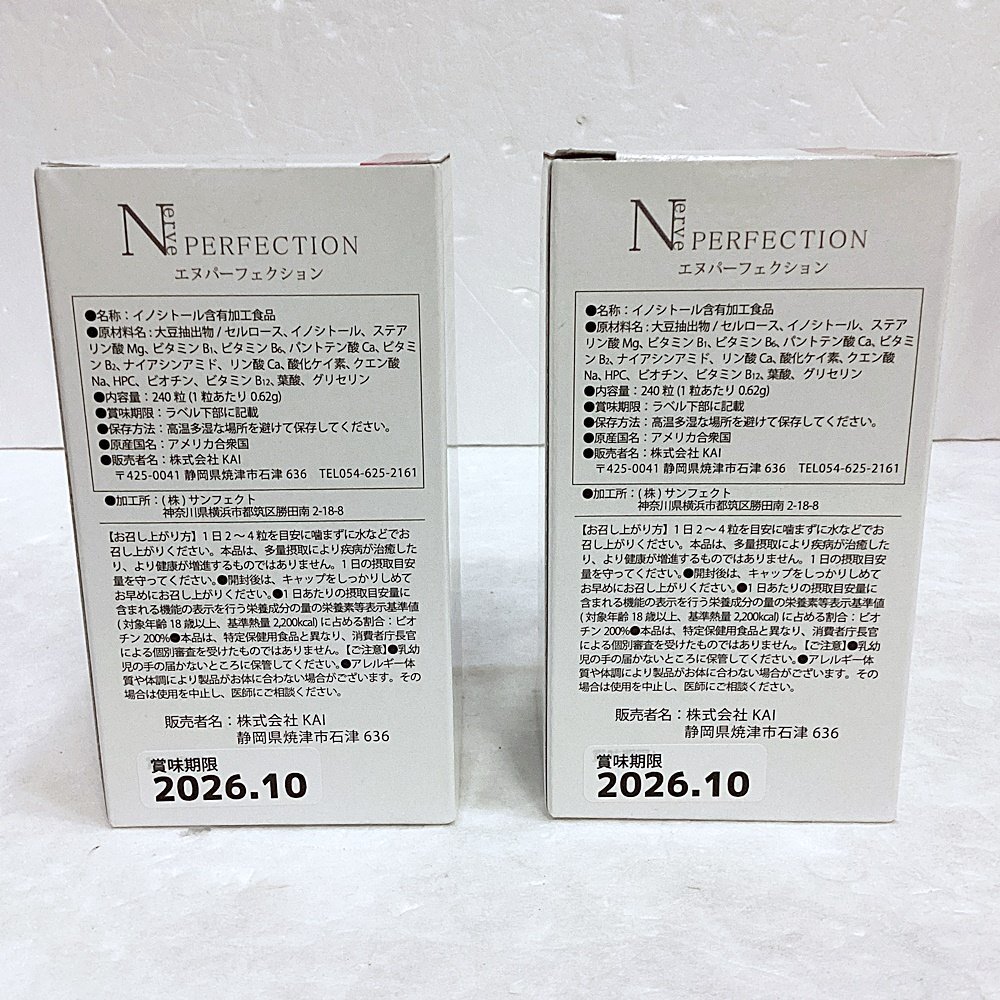 Nerve PERFECTION
エヌパーフェクション
●名称：イノシトール含有加工食品
●原材料名：大豆抽出物 / セルロース、イノシトール、ステア
リン酸 Mg、ビタミン B₁、ビタミン B₆、パントテン酸 Ca、ビタミ
ン B₂、ナイアシンアミド、リン酸 Ca、酸化ケイ素、クエン酸
Na、HPC、ビオチン、ビタミン B₁₂、葉酸、グリセリン
●内容量：240 粒 (1 粒あたり 0.62g)
●賞味期限：ラベル下部に記載
●保存方法：高温多湿な場所を避けて保存してください。
●原産国名：アメリカ合衆国
●販売者名：株式会社 KAI
〒425-0041 静岡県焼津市石津 636 TEL054-625-2161
●加工所：( 株 ) サンフェクト
神奈川県横浜市都筑区勝田南 2-18-8
【お召し上がり方】1 日 2～4 粒を目安に噛まずに水などでお
召し上がりください。本品は、多量摂取により疾病が治癒した
り、より健康が増進するものではありません。1 日の摂取目安
量を守ってください。●開封後は、キャップをしっかりしめて
お早めにお召し上がりください。●1 日あたりの摂取目安量に
含まれる機能の表示を行う栄養成分の量の栄養素等表示基準値
( 対象年齢 18 歳以上、基準熱量 2,200kcal) に占める割合：ビオ
チン 200%●本品は、特定保健用食品と異なり、消費者庁長官
による個別審査を受けたものではありません。【ご注意】●乳幼
児の手の届かないところに保管してください。●アレルギー体
質や体調により製品がお体に合わない場合がございます。その
場合は使用を中止し、医師にご相談ください。
販売者名：株式会社 KAI
静岡県焼津市石津 636
賞味期限
2026.10
Nerve PERFECTION
エヌパーフェクション
●名称：イノシトール含有加工食品
●原材料名：大豆抽出物 / セルロース、イノシトール、ステア
リン酸 Mg、ビタミン B₁、ビタミン B₆、パントテン酸 Ca、ビタミ
ン B₂、ナイアシンアミド、リン酸 Ca、酸化ケイ素、クエン酸
Na、HPC、ビオチン、ビタミン B₁₂、葉酸、グリセリン
●内容量：240 粒 (1 粒あたり 0.62g)
●賞味期限：ラベル下部に記載
●保存方法：高温多湿な場所を避けて保存してください。
●原産国名：アメリカ合衆国
●販売者名：株式会社 KAI
〒425-0041 静岡県焼津市石津 636 TEL054-625-2161
●加工所：( 株 ) サンフェクト
神奈川県横浜市都筑区勝田南 2-18-8
【お召し上がり方】1 日 2～4 粒を目安に噛まずに水などでお
召し上がりください。本品は、多量摂取により疾病が治癒した
り、より健康が増進するものではありません。1 日の摂取目安
量を守ってください。●開封後は、キャップをしっかりしめて
お早めにお召し上がりください。●1 日あたりの摂取目安量に
含まれる機能の表示を行う栄養成分の量の栄養素等表示基準値
( 対象年齢 18 歳以上、基準熱量 2,200kcal) に占める割合：ビオ
チン 200%●本品は、特定保健用食品と異なり、消費者庁長官
による個別審査を受けたものではありません。【ご注意】●乳幼
児の手の届かないところに保管してください。●アレルギー体
質や体調により製品がお体に合わない場合がございます。その
場合は使用を中止し、医師にご相談ください。
販売者名：株式会社 KAI
静岡県焼津市石津 636
賞味期限
2026.10